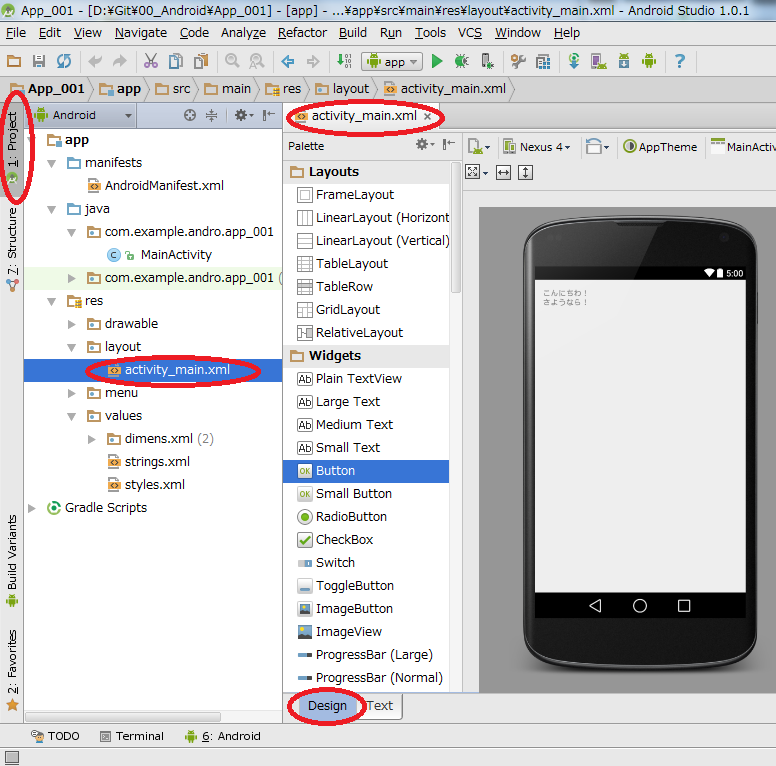 App_001 - [D:¥Git¥00_Android¥App_001] - [app] - ...¥app¥src¥main¥res¥layout¥activity_main.xml - Android Studio 1.0.1
File Edit View Navigate Code Analyze Refactor Build Run Tools VCS Window Help
app
App_001 app src main res layout activity_main.xml
1: Project
7: Structure
Build Variants
2: Favorites
Android
app
manifests
AndroidManifest.xml
java
com.example.andro.app_001
MainActivity
com.example.andro.app_001 (
res
drawable
layout
activity_main.xml
menu
values
dimens.xml (2)
strings.xml
styles.xml
Gradle Scripts
activity_main.xml
Palette
Layouts
FrameLayout
LinearLayout (Horizont
LinearLayout (Vertical)
TableLayout
TableRow
GridLayout
RelativeLayout
Widgets
Ab Plain TextView
Ab Large Text
Ab Medium Text
Ab Small Text
OK Button
OK Small Button
RadioButton
CheckBox
Switch
ToggleButton
ImageButton
ImageView
ProgressBar (Large)
ProgressBar (Normal)
Design Text
Nexus 4 AppTheme MainActiv
5:00
こんにちわ！
さようなら！
TODO Terminal 6: Android